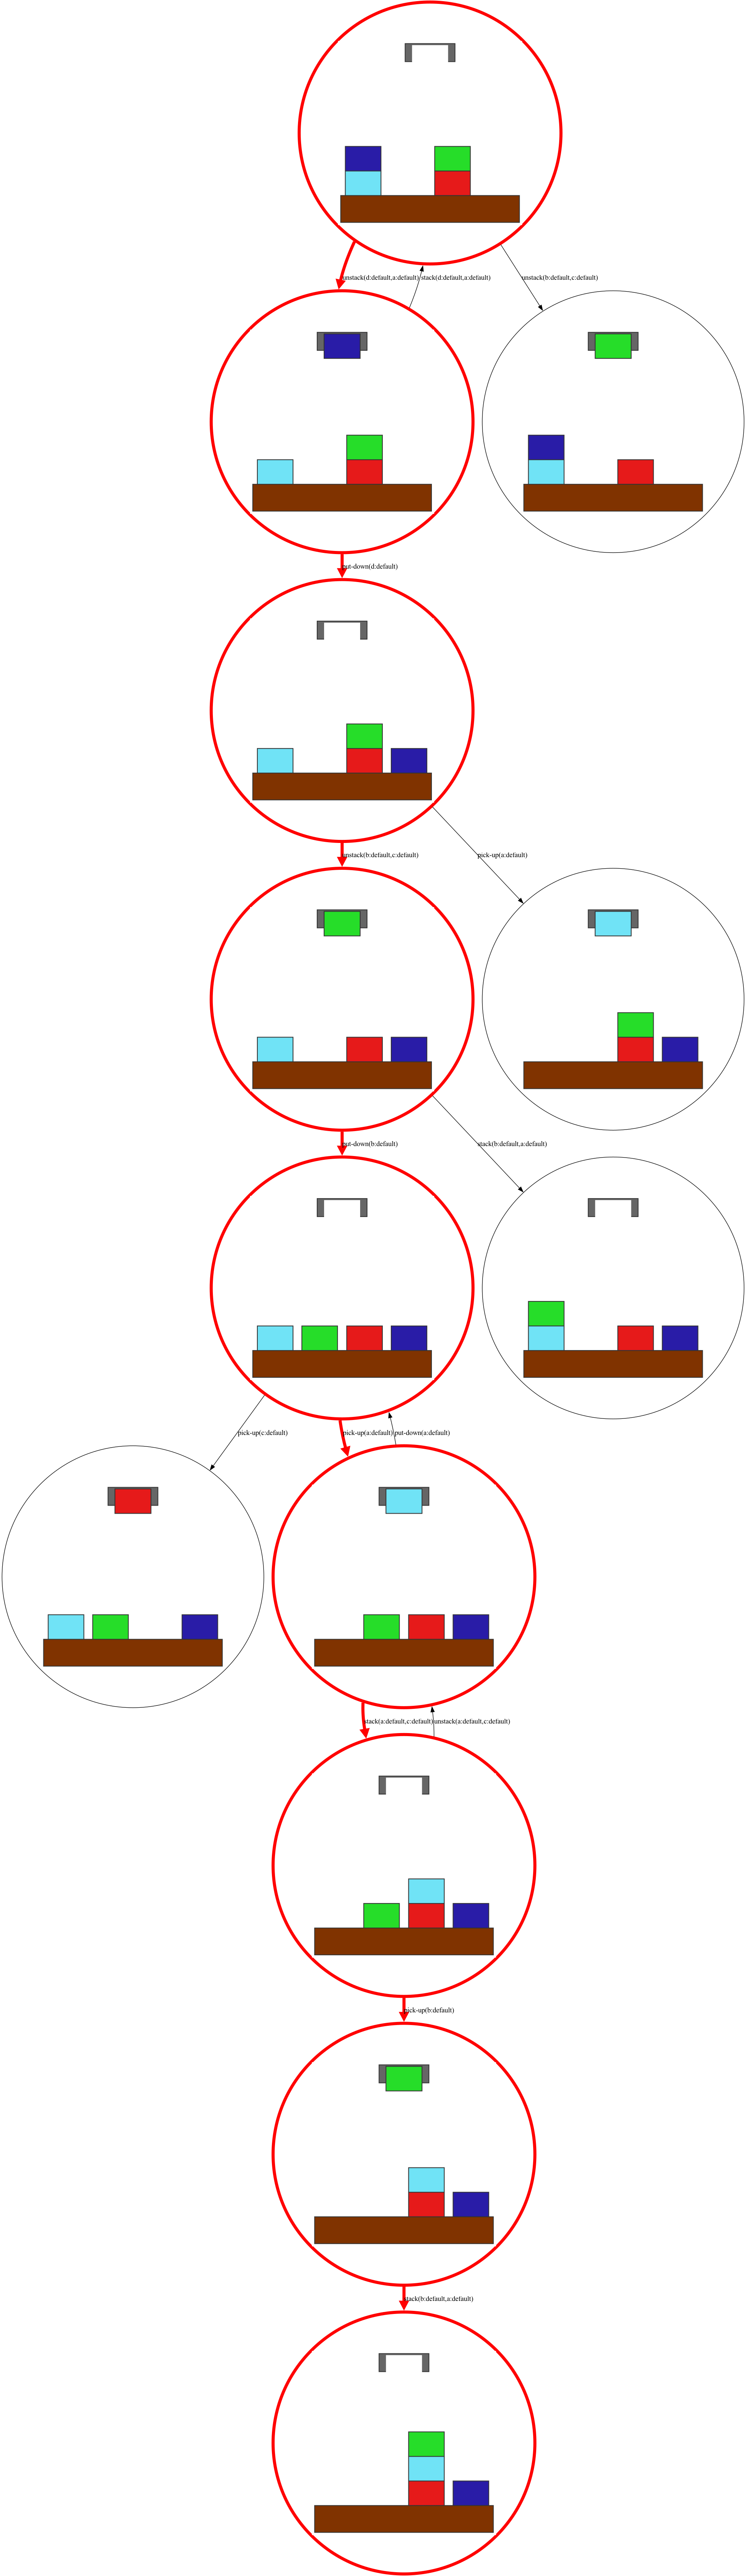 unstack(d:default,a:default)
stack(d:default,a:default)
unstack(b:default,c:default)
put-down(d:default)
unstack(b:default,c:default)
pick-up(a:default)
put-down(b:default)
stack(b:default,a:default)
pick-up(c:default)
pick-up(a:default)
put-down(a:default)
stack(a:default,c:default)
unstack(a:default,c:default)
pick-up(b:default)
stack(b:default,a:default)